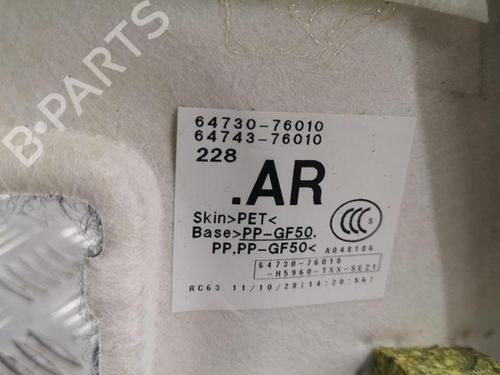 B-PARTS
64730-76010
64743-76010
228
.AR
Skin>PET<
Base>PP-GF50.
PP.PP-GF50<
CCC S
A048186
64730-76010
-H5960-TXX-SE21
RC63 11/10/28(14:20:56)